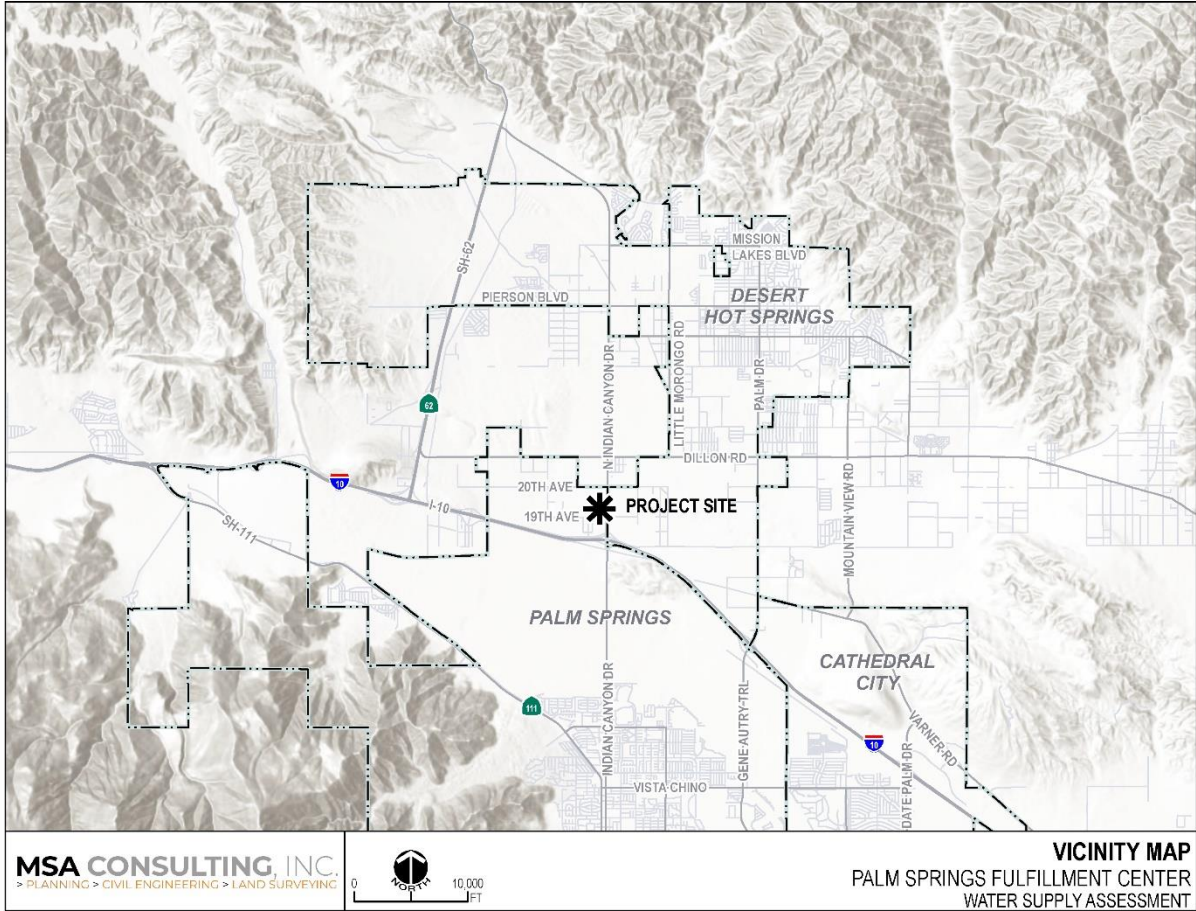 SH-62
MISSION
LAKES BLVD
PIERSON BLVD
DESERT
HOT SPRINGS
N INDIAN CANYON DR
LITTLE MORONGO RD
PALM DR
62
DILLON RD
MOUNTAIN VIEW RD
10
20TH AVE
I-10
19TH AVE
PROJECT SITE
SH-111
PALM SPRINGS
CATHEDRAL
CITY
INDIAN CANYON DR
GENE AUTRY TRL
111
10
VARNER RD
DATE PALM DR
VISTA CHINO
MSA CONSULTING, INC.
> PLANNING > CIVIL ENGINEERING > LAND SURVEYING
NORTH
0 10,000
FT
VICINITY MAP
PALM SPRINGS FULFILLMENT CENTER
WATER SUPPLY ASSESSMENT